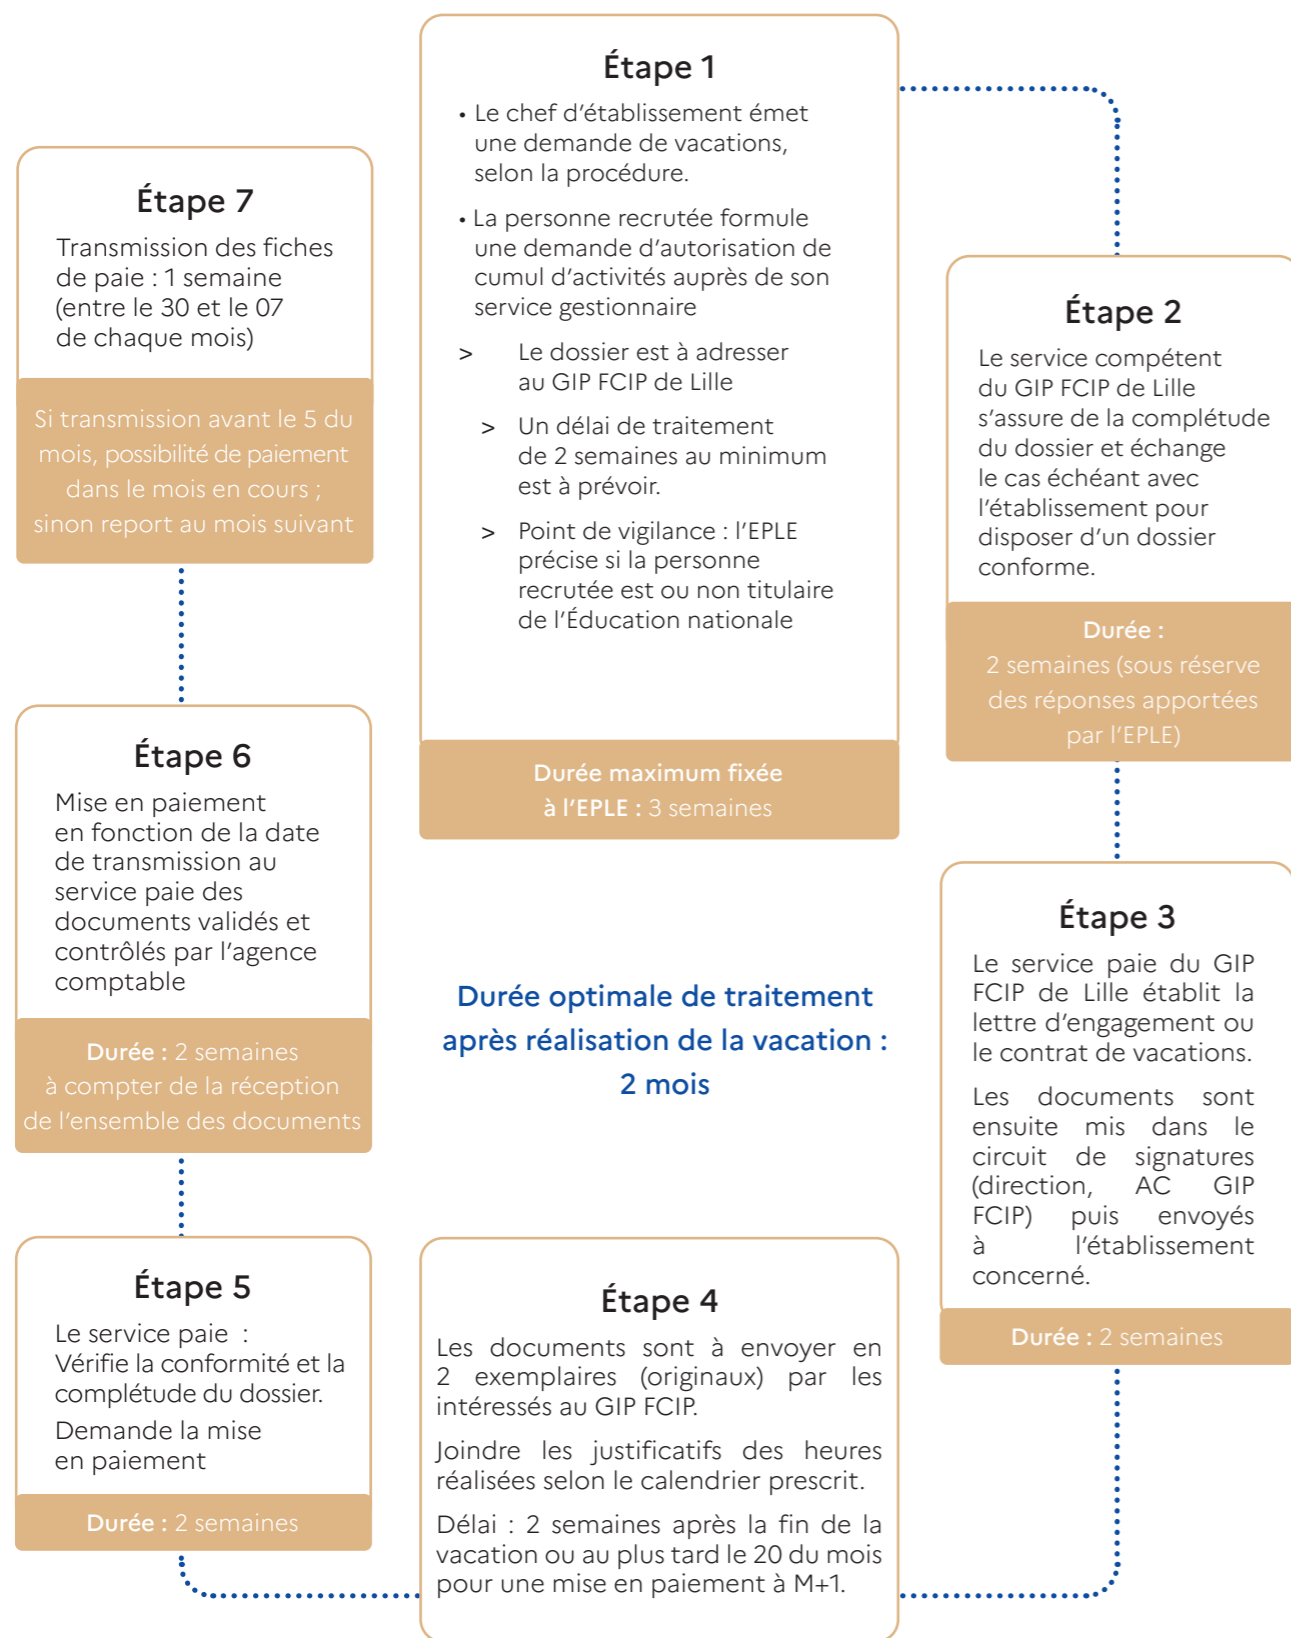 Étape 1
• Le chef d'établissement émet
une demande de vacations,
selon la procédure.
• La personne recrutée formule
une demande d'autorisation de
cumul d'activités auprès de son
service gestionnaire
> Le dossier est à adresser
au GIP FCIP de Lille
> Un délai de traitement
de 2 semaines au minimum
est à prévoir.
> Point de vigilance : l'EPLE
précise si la personne
recrutée est ou non titulaire
de l'Éducation nationale
Durée maximum fixée
à l'EPLE : 3 semaines
Étape 2
Le service compétent
du GIP FCIP de Lille
s'assure de la complétude
du dossier et échange
le cas échéant avec
l'établissement pour
disposer d'un dossier
conforme.
Durée :
2 semaines (sous réserve
des réponses apportées
par l'EPLE)
Étape 3
Le service paie du GIP
FCIP de Lille établit la
lettre d'engagement ou
le contrat de vacations.
Les documents sont
ensuite mis dans le
circuit de signatures
(direction, AC GIP
FCIP) puis envoyés
à l'établissement
concerné.
Durée : 2 semaines
Étape 4
Les documents sont à envoyer en
2 exemplaires (originaux) par les
intéressés au GIP FCIP.
Joindre les justificatifs des heures
réalisées selon le calendrier prescrit.
Délai : 2 semaines après la fin de la
vacation ou au plus tard le 20 du mois
pour une mise en paiement à M+1.
Étape 5
Le service paie :
Vérifie la conformité et la
complétude du dossier.
Demande la mise
en paiement
Durée : 2 semaines
Étape 6
Mise en paiement
en fonction de la date
de transmission au
service paie des
documents validés et
contrôlés par l'agence
comptable
Durée : 2 semaines
à compter de la réception
de l'ensemble des documents
Étape 7
Transmission des fiches
de paie : 1 semaine
(entre le 30 et le 07
de chaque mois)
Si transmission avant le 5 du
mois, possibilité de paiement
dans le mois en cours ;
sinon report au mois suivant
Durée optimale de traitement
après réalisation de la vacation :
2 mois